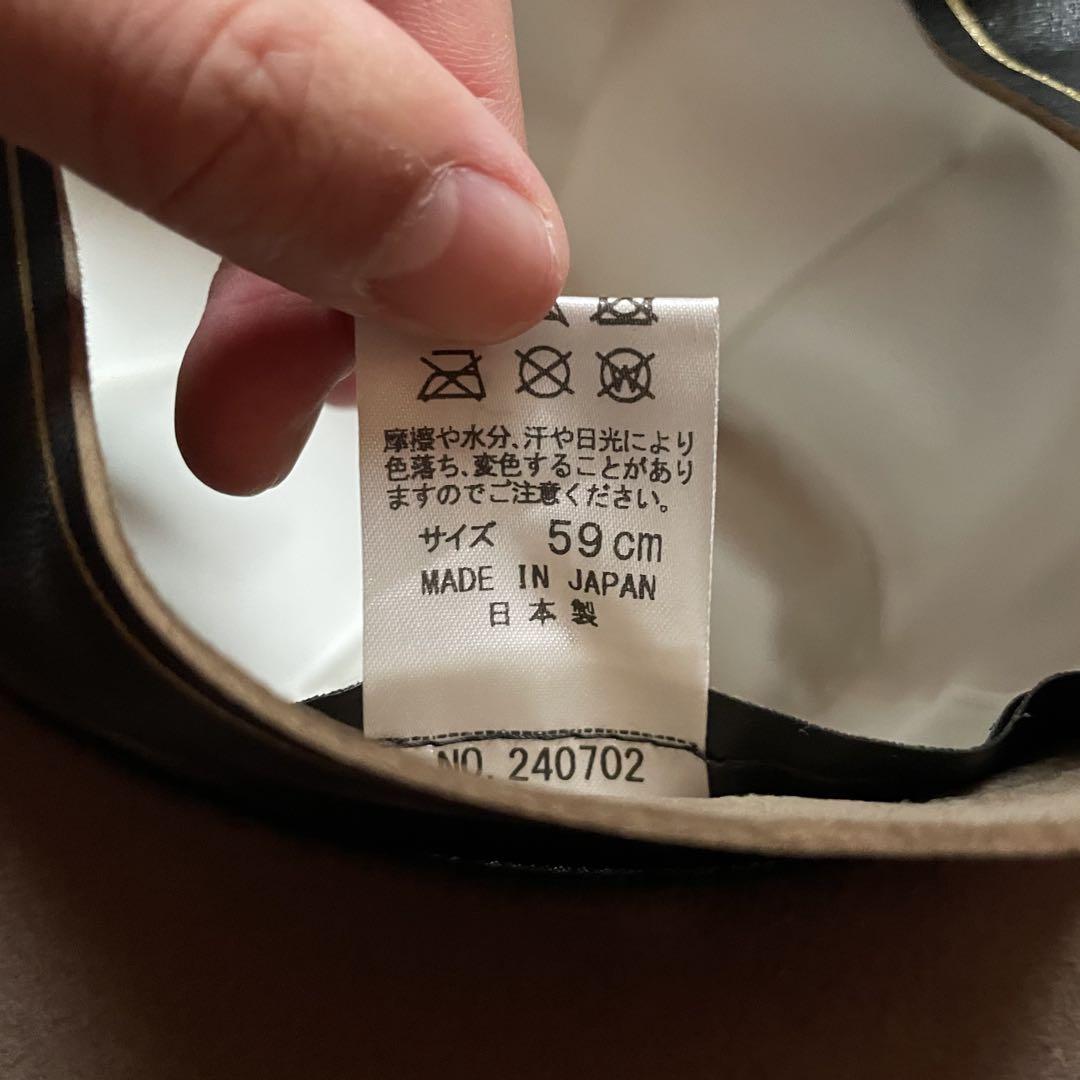 摩擦や水分、汗や日光により
色落ち、変色することがあり
ますのでご注意ください。
サイズ 59cm
MADE IN JAPAN
日本製
NO. 240702